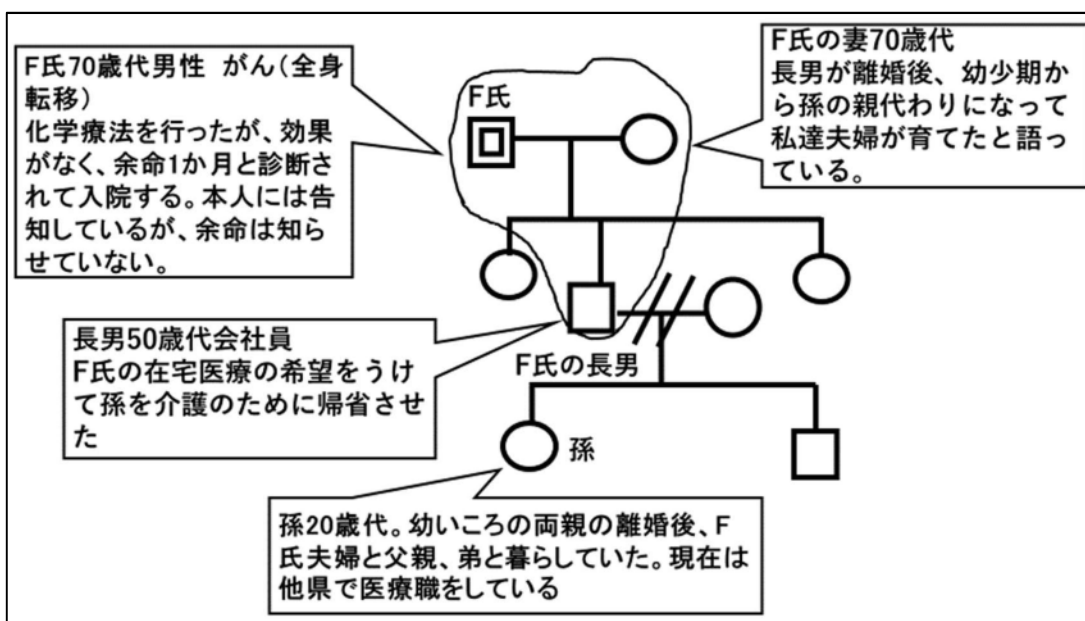 F氏70歳代男性 がん(全身
転移)
化学療法を行ったが、効果
がなく、余命1か月と診断さ
れて入院する。本人には告
知しているが、余命は知ら
せていない。
F氏
F氏の妻70歳代
長男が離婚後、幼少期か
ら孫の親代わりになって
私達夫婦が育てたと語っ
ている。
長男50歳代会社員
F氏の在宅医療の希望をうけ
て孫を介護のために帰省させ
た
F氏の長男
孫
孫20歳代。幼いころの両親の離婚後、F
氏夫婦と父親、弟と暮らしていた。現在は
他県で医療職をしている